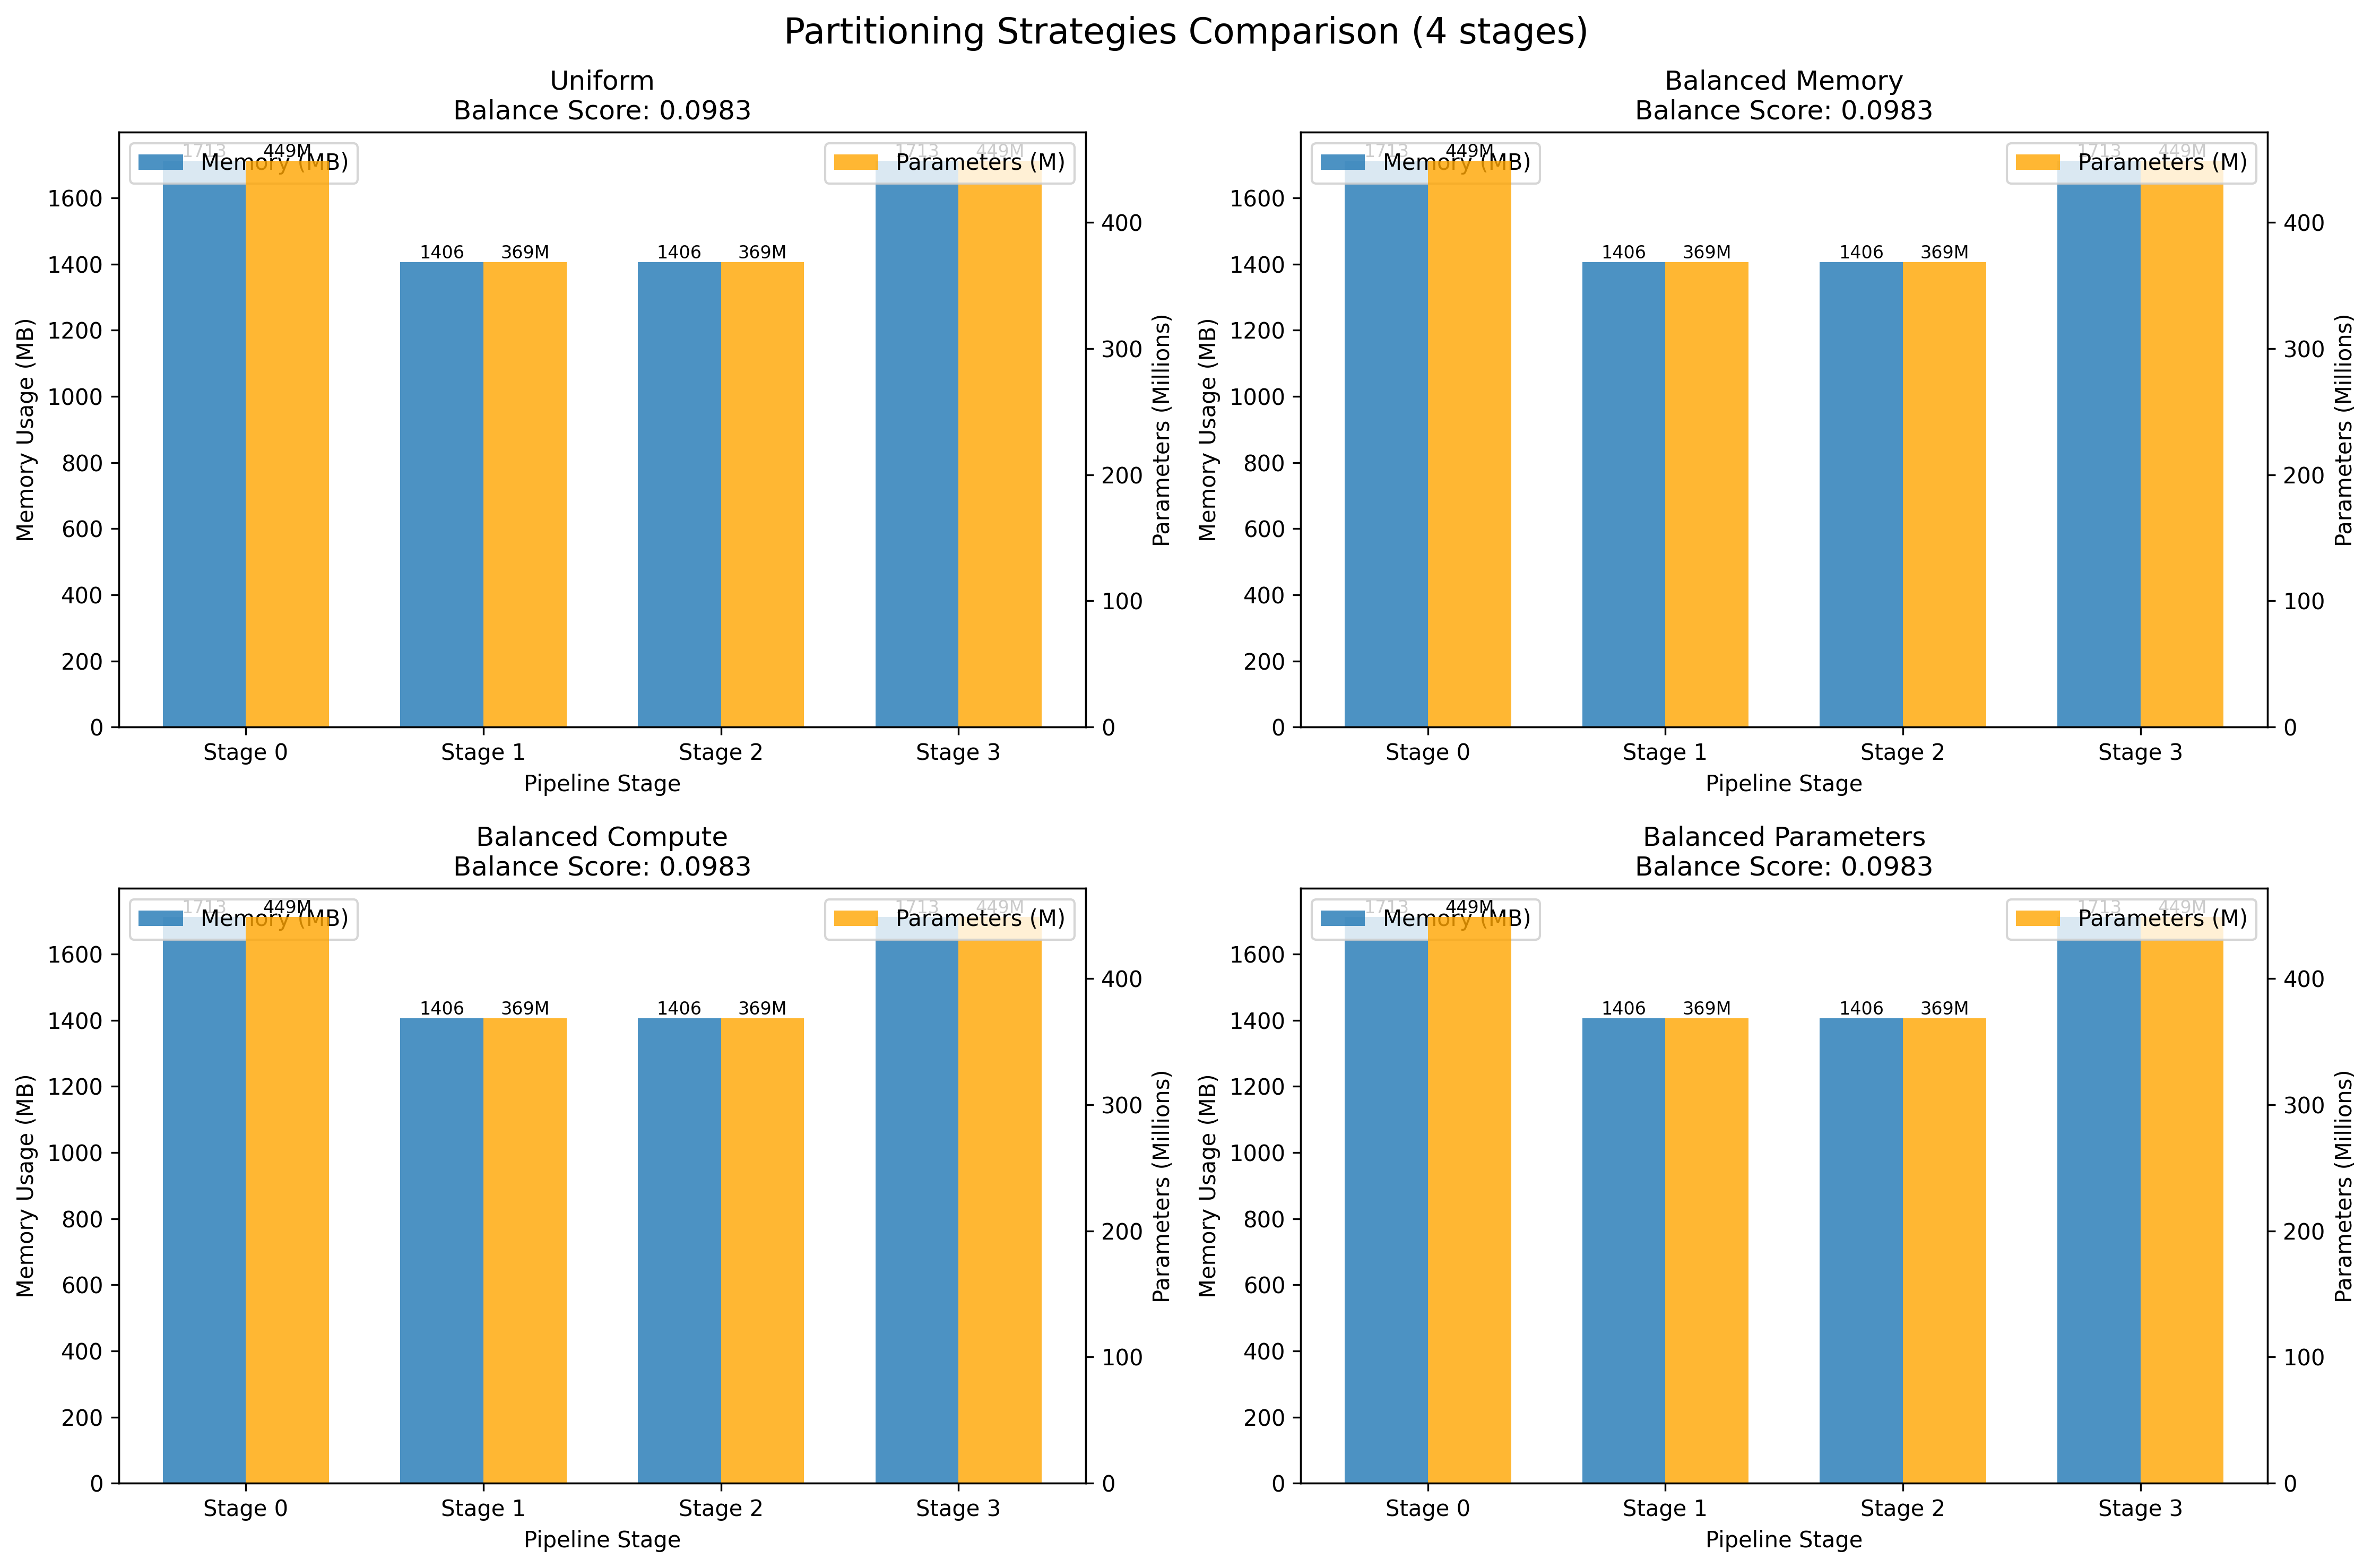 Partitioning Strategies Comparison (4 stages)
Uniform
Balance Score: 0.0983
Memory (MB)
Parameters (M)
1713
449M
1406
369M
1406
369M
1713
449M
Memory Usage (MB)
1600
1400
1200
1000
800
600
400
200
0
Parameters (Millions)
400
300
200
100
0
Stage 0
Stage 1
Stage 2
Stage 3
Pipeline Stage
Balanced Memory
Balance Score: 0.0983
Memory (MB)
Parameters (M)
1713
449M
1406
369M
1406
369M
1713
449M
Memory Usage (MB)
1600
1400
1200
1000
800
600
400
200
0
Parameters (Millions)
400
300
200
100
0
Stage 0
Stage 1
Stage 2
Stage 3
Pipeline Stage
Balanced Compute
Balance Score: 0.0983
Memory (MB)
Parameters (M)
1713
449M
1406
369M
1406
369M
1713
449M
Memory Usage (MB)
1600
1400
1200
1000
800
600
400
200
0
Parameters (Millions)
400
300
200
100
0
Stage 0
Stage 1
Stage 2
Stage 3
Pipeline Stage
Balanced Parameters
Balance Score: 0.0983
Memory (MB)
Parameters (M)
1713
449M
1406
369M
1406
369M
1713
449M
Memory Usage (MB)
1600
1400
1200
1000
800
600
400
200
0
Parameters (Millions)
400
300
200
100
0
Stage 0
Stage 1
Stage 2
Stage 3
Pipeline Stage